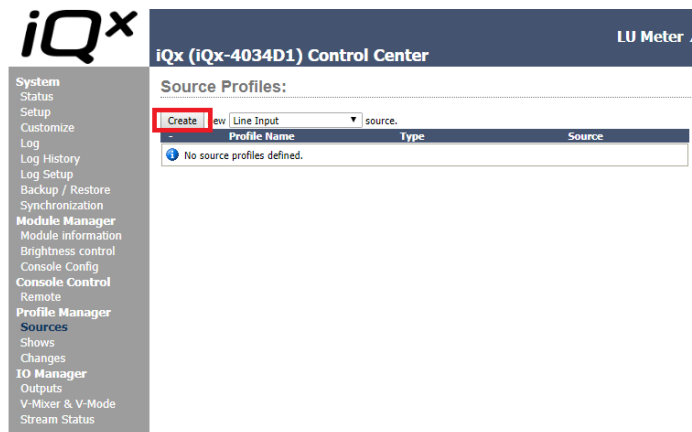 iQx
LU Meter
iQx (iQx-4034D1) Control Center
System
Status
Setup
Customize
Log
Log History
Log Setup
Backup / Restore
Synchronization
Module Manager
Module information
Brightness control
Console Config
Console Control
Remote
Profile Manager
Sources
Shows
Changes
IO Manager
Outputs
V-Mixer & V-Mode
Stream Status
Source Profiles:
Create ew Line Input source.
- Profile Name Type Source
No source profiles defined.